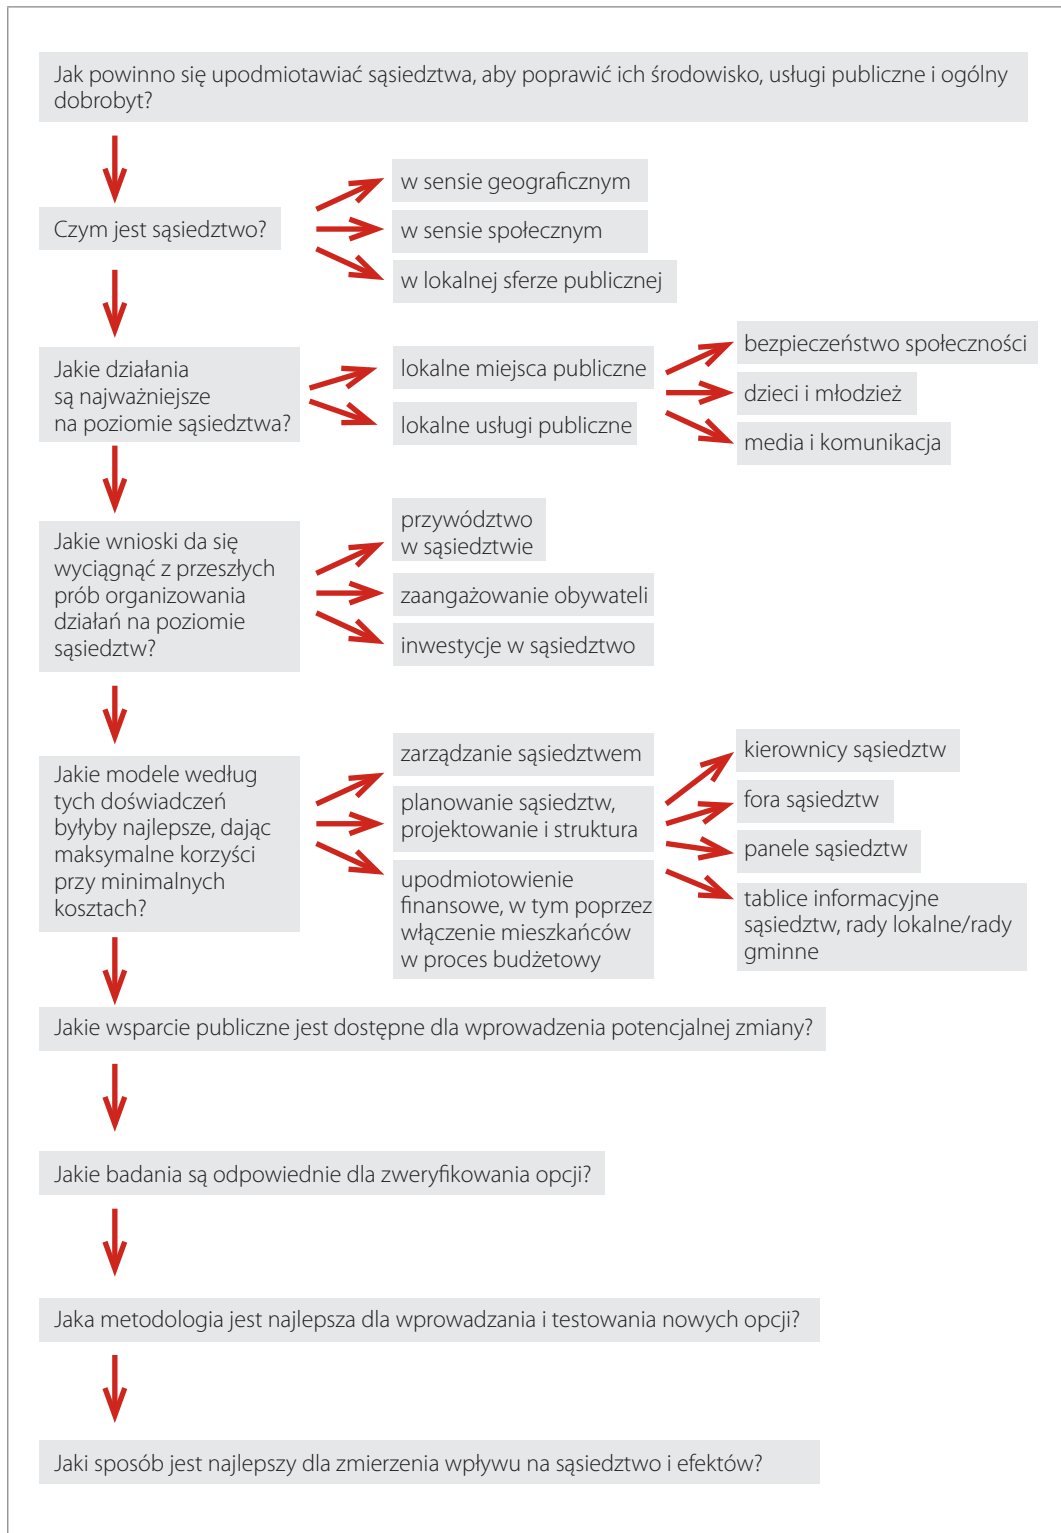 Jak powinno się upodmiotawiać sąsiedztwa, aby poprawić ich środowisko, usługi publiczne i ogólny
dobrobyt?
Czym jest sąsiedztwo?
w sensie geograficznym
w sensie społecznym
w lokalnej sferze publicznej
Jakie działania
są najważniejsze
na poziomie sąsiedztwa?
lokalne miejsca publiczne
lokalne usługi publiczne
bezpieczeństwo społeczności
dzieci i młodzież
media i komunikacja
Jakie wnioski da się
wyciągnąć z przeszłych
prób organizowania
działań na poziomie
sąsiedztw?
przywództwo
w sąsiedztwie
zaangażowanie obywateli
inwestycje w sąsiedztwo
Jakie modele według
tych doświadczeń
byłyby najlepsze, dając
maksymalne korzyści
przy minimalnych
kosztach?
zarządzanie sąsiedztwem
planowanie sąsiedztw,
projektowanie i struktura
upodmiotowienie
finansowe, w tym poprzez
włączenie mieszkańców
w proces budżetowy
kierownicy sąsiedztw
fora sąsiedztw
panele sąsiedztw
tablice informacyjne
sąsiedztw, rady lokalne/rady
gminne
Jakie wsparcie publiczne jest dostępne dla wprowadzenia potencjalnej zmiany?
Jakie badania są odpowiednie dla zweryfikowania opcji?
Jaka metodologia jest najlepsza dla wprowadzania i testowania nowych opcji?
Jaki sposób jest najlepszy dla zmierzenia wpływu na sąsiedztwo i efektów?